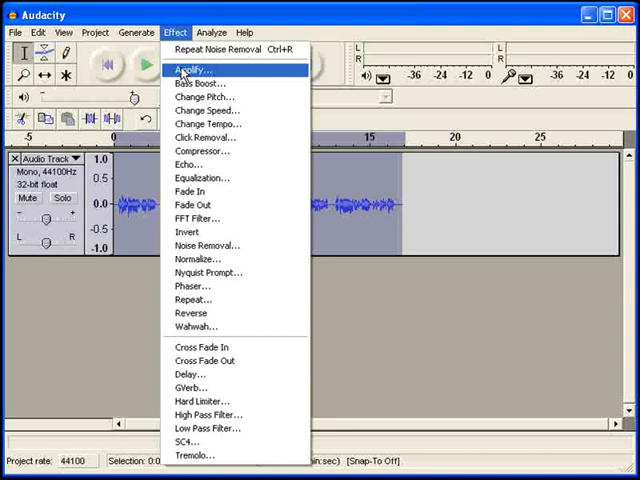 Audacity
File Edit View Project Generate Effect Analyze Help
Repeat Noise Removal Ctrl+R
Amplify...
Bass Boost...
Change Pitch...
Change Speed...
Change Tempo...
Click Removal...
Compressor...
Echo...
Equalization...
Fade In
Fade Out
FFT Filter...
Invert
Noise Removal...
Normalize...
Nyquist Prompt...
Phaser...
Repeat...
Reverse
Wahwah...
Cross Fade In
Cross Fade Out
Delay...
GVerb...
Hard Limiter...
High Pass Filter...
Low Pass Filter...
SC4...
Tremolo...
L
R
-36 -24 -12 0
L
R
-36 -24 -12 0
-5 0 15 20 25
Audio Track
Mono, 44100Hz
32-bit float
Mute Solo
- +
L R
1.0
0.5
0.0
-0.5
-1.0
Project rate: 44100 Selection: 0:0 min:sec) [Snap-To Off]